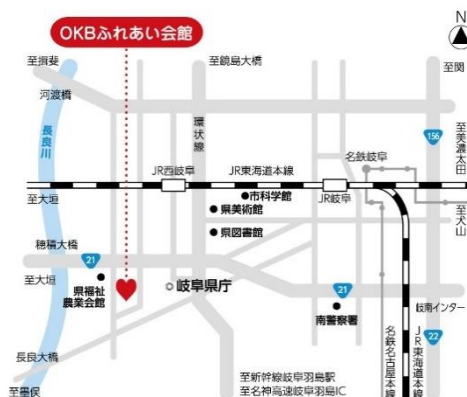 OKBふれあい会館
N
至揖斐
至鏡島大橋
至関
河渡橋
長良川
環状線
156
至美濃太田
名鉄岐阜
JR西岐阜
JR東海道本線
至大垣
市科学館
JR岐阜
県美術館
至犬山
穂積大橋
県図書館
21
至大垣
県福祉
農業会館
岐阜県庁
21
南警察署
岐南インター
22
長良大橋
名鉄名古屋本線
JR東海道本線
至墨俣
至新幹線岐阜羽島駅
至名神高速岐阜羽島IC